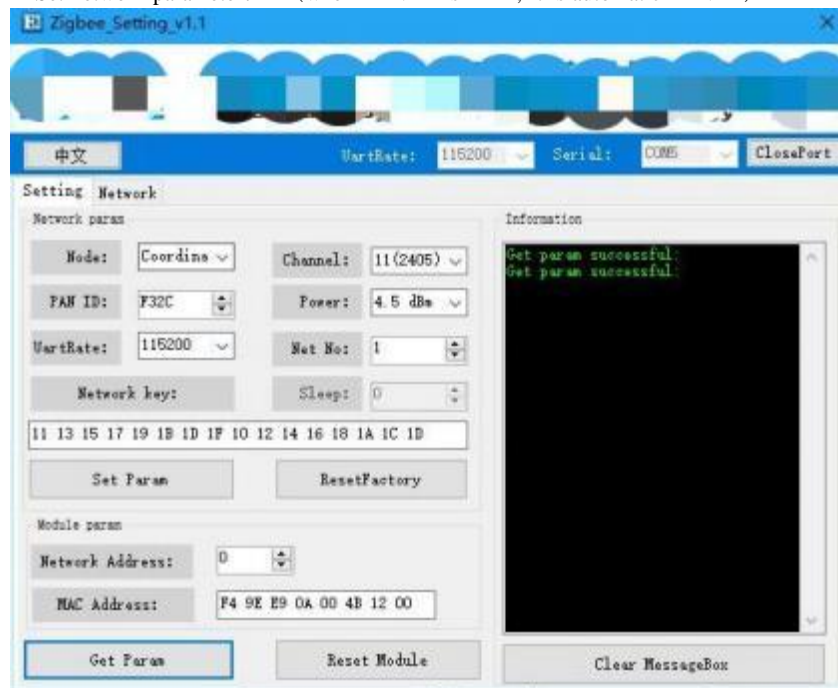 Zigbee_Setting_v1.1
中文 UartRate: 115200 Serial: COM5 ClosePort
Setting Network
Network param
Node: Coordina Channel: 11(2405)
PAN ID: F32C Power: 4.5 dBm
UartRate: 115200 Net No: 1
Network key: Sleep: 0
11 13 15 17 19 1B 1D 1F 10 12 14 16 18 1A 1C 1D
Set Param ResetFactory
Module param
Network Address: 0
MAC Address: F4 9E E9 0A 00 4B 12 00
Get Param Reset Module
Information
Get param successful:
Get param successful:
Clear MessageBox